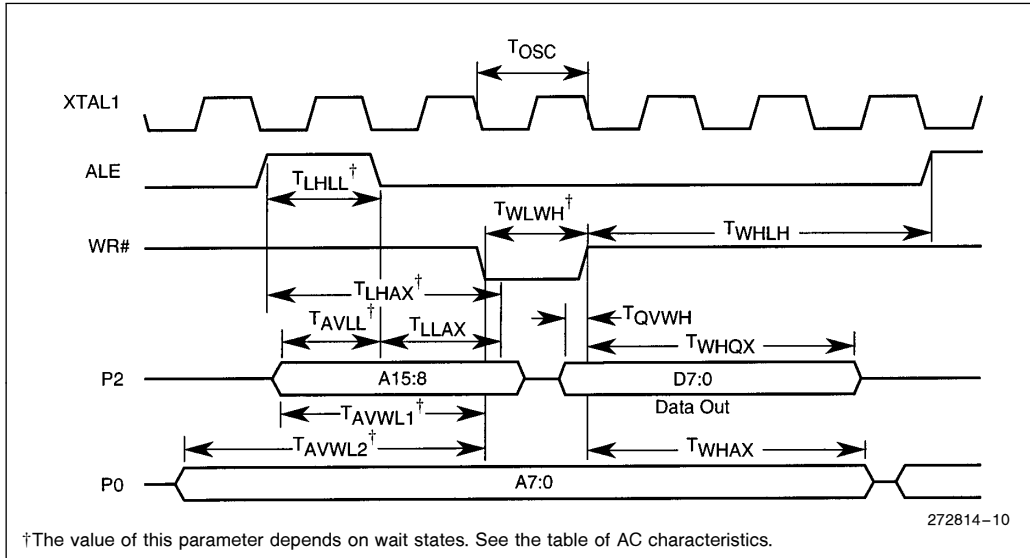 T_OSC
XTAL1
ALE
T_LHLL†
T_WLWH†
WR#
T_WHLH
T_LHAX†
T_AVLL†
T_LLAX
T_QVWH
T_WHQX
P2
A15:8
D7:0
Data Out
T_AVWL1†
T_AVWL2†
T_WHAX
P0
A7:0
272814–10
†The value of this parameter depends on wait states. See the table of AC characteristics.